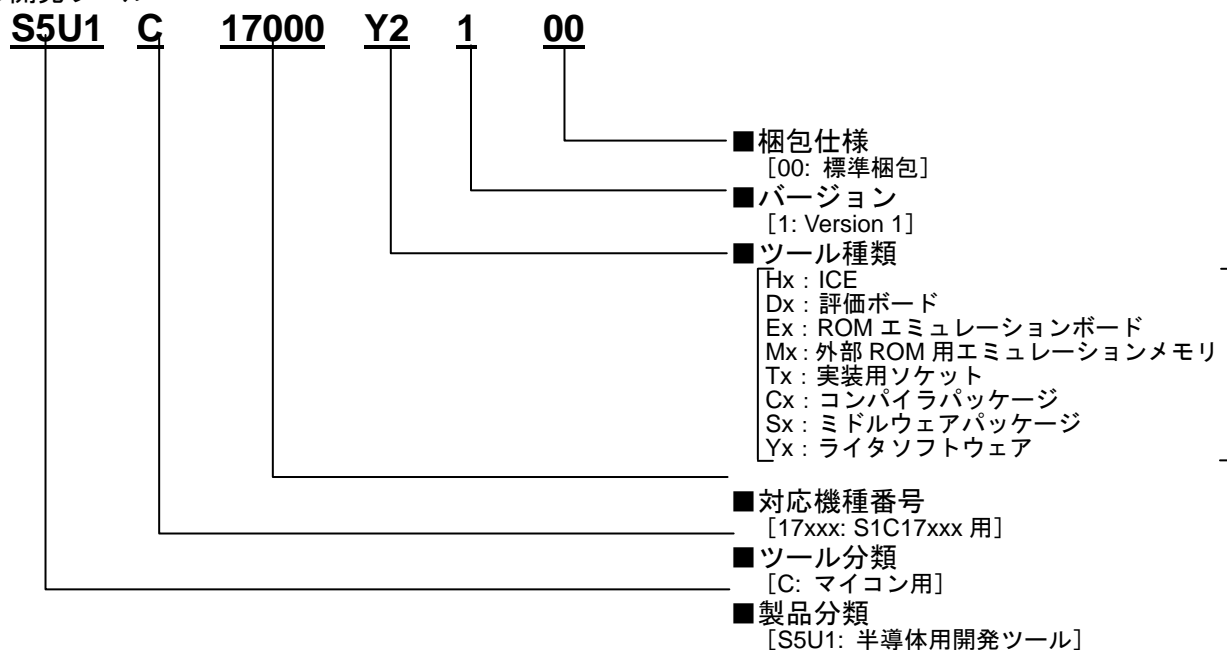 開発ツール
S5U1 C 17000 Y2 1 00
■梱包仕様
[00: 標準梱包]
■バージョン
[1: Version 1]
■ツール種類
Hx : ICE
Dx : 評価ボード
Ex : ROM エミュレーションボード
Mx : 外部 ROM 用エミュレーションメモリ
Tx : 実装用ソケット
Cx : コンパイラパッケージ
Sx : ミドルウェアパッケージ
Yx : ライタソフトウェア
■対応機種番号
[17xxx: S1C17xxx 用]
■ツール分類
[C: マイコン用]
■製品分類
[S5U1: 半導体用開発ツール]